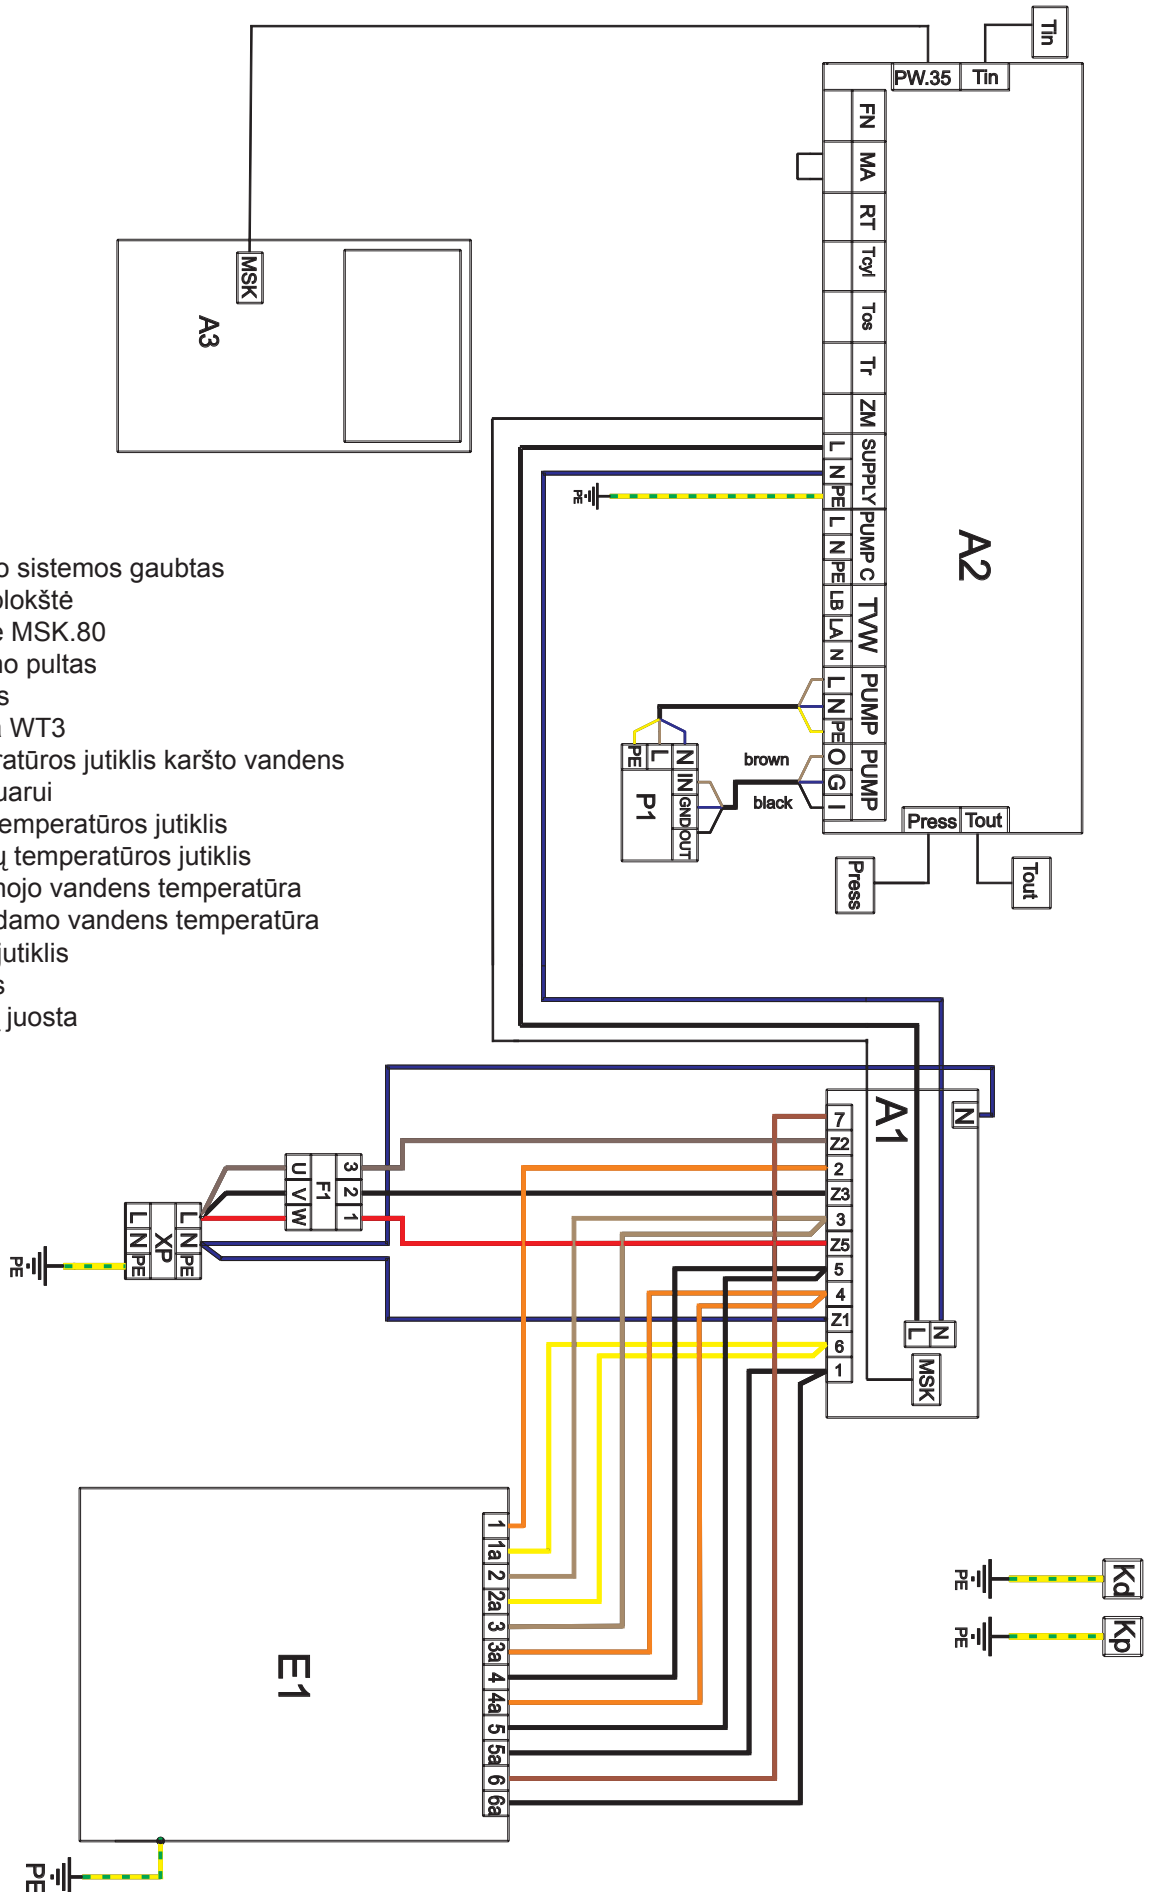 Tin
PW.35 Tin
FN
MA
RT
Tcyl
Tos
Tr
ZM
SUPPLY
L N PE
PUMP C
L N PE
TVW
LB LA N
PUMP
L N PE
PUMP
O G I
A2
Press Tout
Press
Tout
MSK
A3
PE
brown
black
PE L N
IN GND OUT
P1
o sistemos gaubtas
olokštė
e MSK.80
no pultas
s
a WT3
ratūros jutiklis karšto vandens
uarui
temperatūros jutiklis
ų temperatūros jutiklis
nojo vandens temperatūra
damo vandens temperatūra
jutiklis
s
juosta
A1
N
7
Z2
2
Z3
3
Z5
5
4
Z1
6
1
L N
MSK
3 2 1
F1
U V W
L N PE
XP
L N PE
PE
1
1a
2
2a
3
3a
4
4a
5
5a
6
6a
E1
PE
Kd
PE
Kp
PE